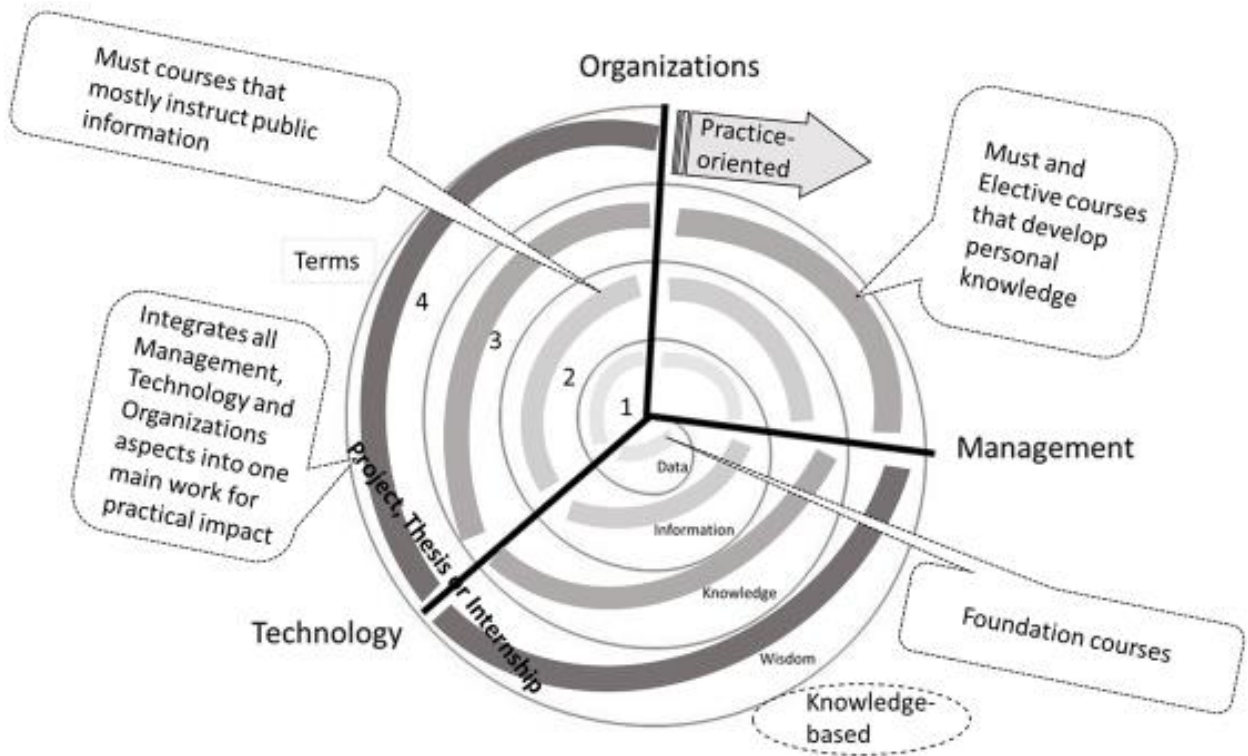 Must courses that
mostly instruct public
information
Organizations
Practice-
oriented
Must and
Elective courses
that develop
personal
knowledge
Terms
4
3
2
1
Integrates all
Management,
Technology and
Organizations
aspects into one
main work for
practical impact
Management
Data
Information
Knowledge
Wisdom
Project, Thesis or Internship
Technology
Foundation courses
Knowledge-
based